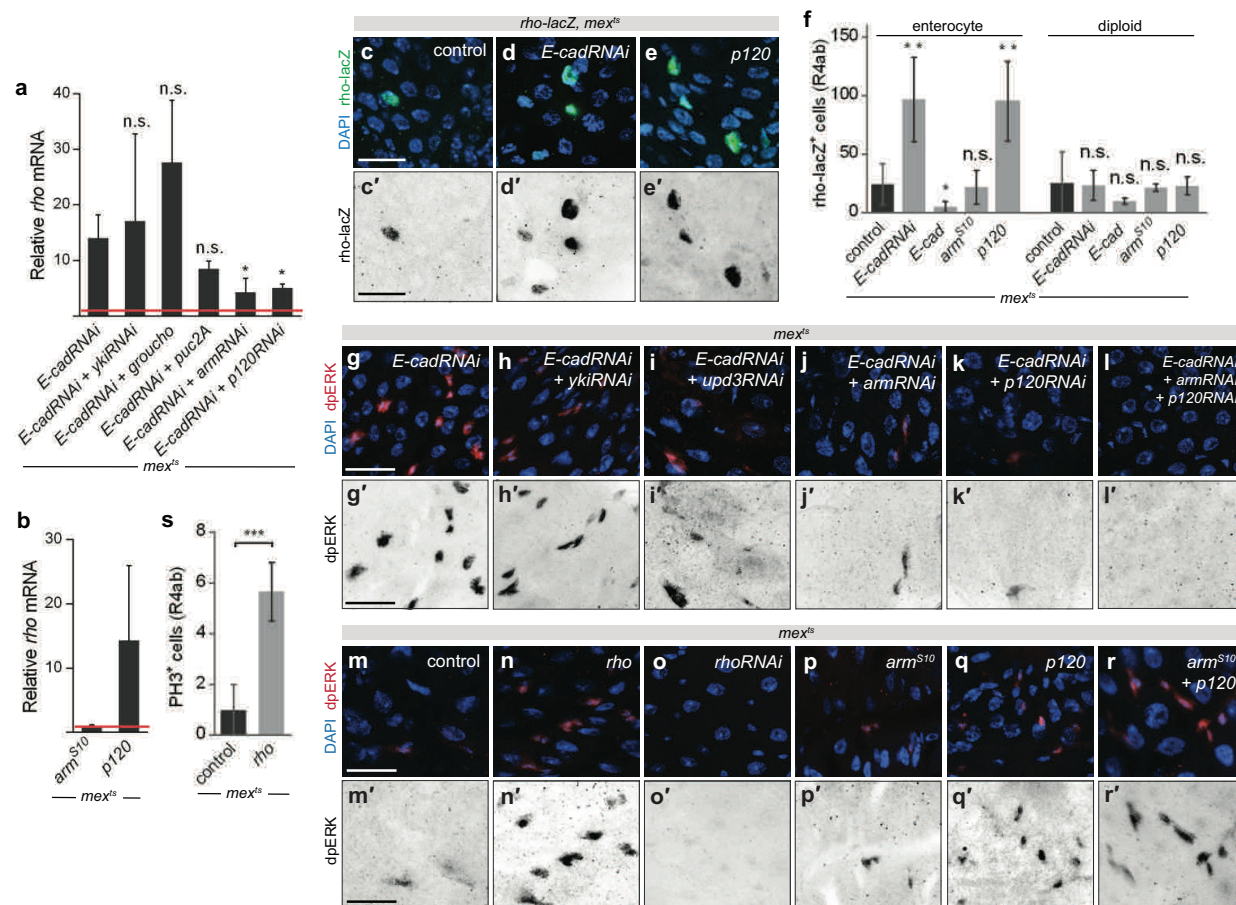 a
Relative rho mRNA
40
30
20
10
n.s.
n.s.
n.s.
*
*
E-cadRNAi
E-cadRNAi + ykiRNAi
E-cadRNAi + groucho
E-cadRNAi + puc2A
E-cadRNAi + armRNAi
E-cadRNAi + p120RNAi
mexᵗˢ
b
Relative rho mRNA
30
20
10
armˢ¹⁰
p120
mexᵗˢ
s
PH3⁺ cells (R4ab)
8
6
4
2
0
***
control
rho
mexᵗˢ
rho-lacZ, mexᵗˢ
DAPI rho-lacZ
c control
d E-cadRNAi
e p120
rho-lacZ
c′
d′
e′
f
enterocyte
diploid
rho-lacZ⁺ cells (R4ab)
150
100
50
0
**
*
n.s.
**
n.s.
n.s.
n.s.
n.s.
control
E-cadRNAi
E-cad
armˢ¹⁰
p120
control
E-cadRNAi
E-cad
armˢ¹⁰
p120
mexᵗˢ
mexᵗˢ
DAPI dpERK
g E-cadRNAi
h E-cadRNAi
+ ykiRNAi
i E-cadRNAi
+ upd3RNAi
j E-cadRNAi
+ armRNAi
k E-cadRNAi
+ p120RNAi
l E-cadRNAi
+ armRNAi
+ p120RNAi
dpERK
g′
h′
i′
j′
k′
l′
mexᵗˢ
DAPI dpERK
m control
n rho
o rhoRNAi
p armˢ¹⁰
q p120
r armˢ¹⁰
+ p120
dpERK
m′
n′
o′
p′
q′
r′